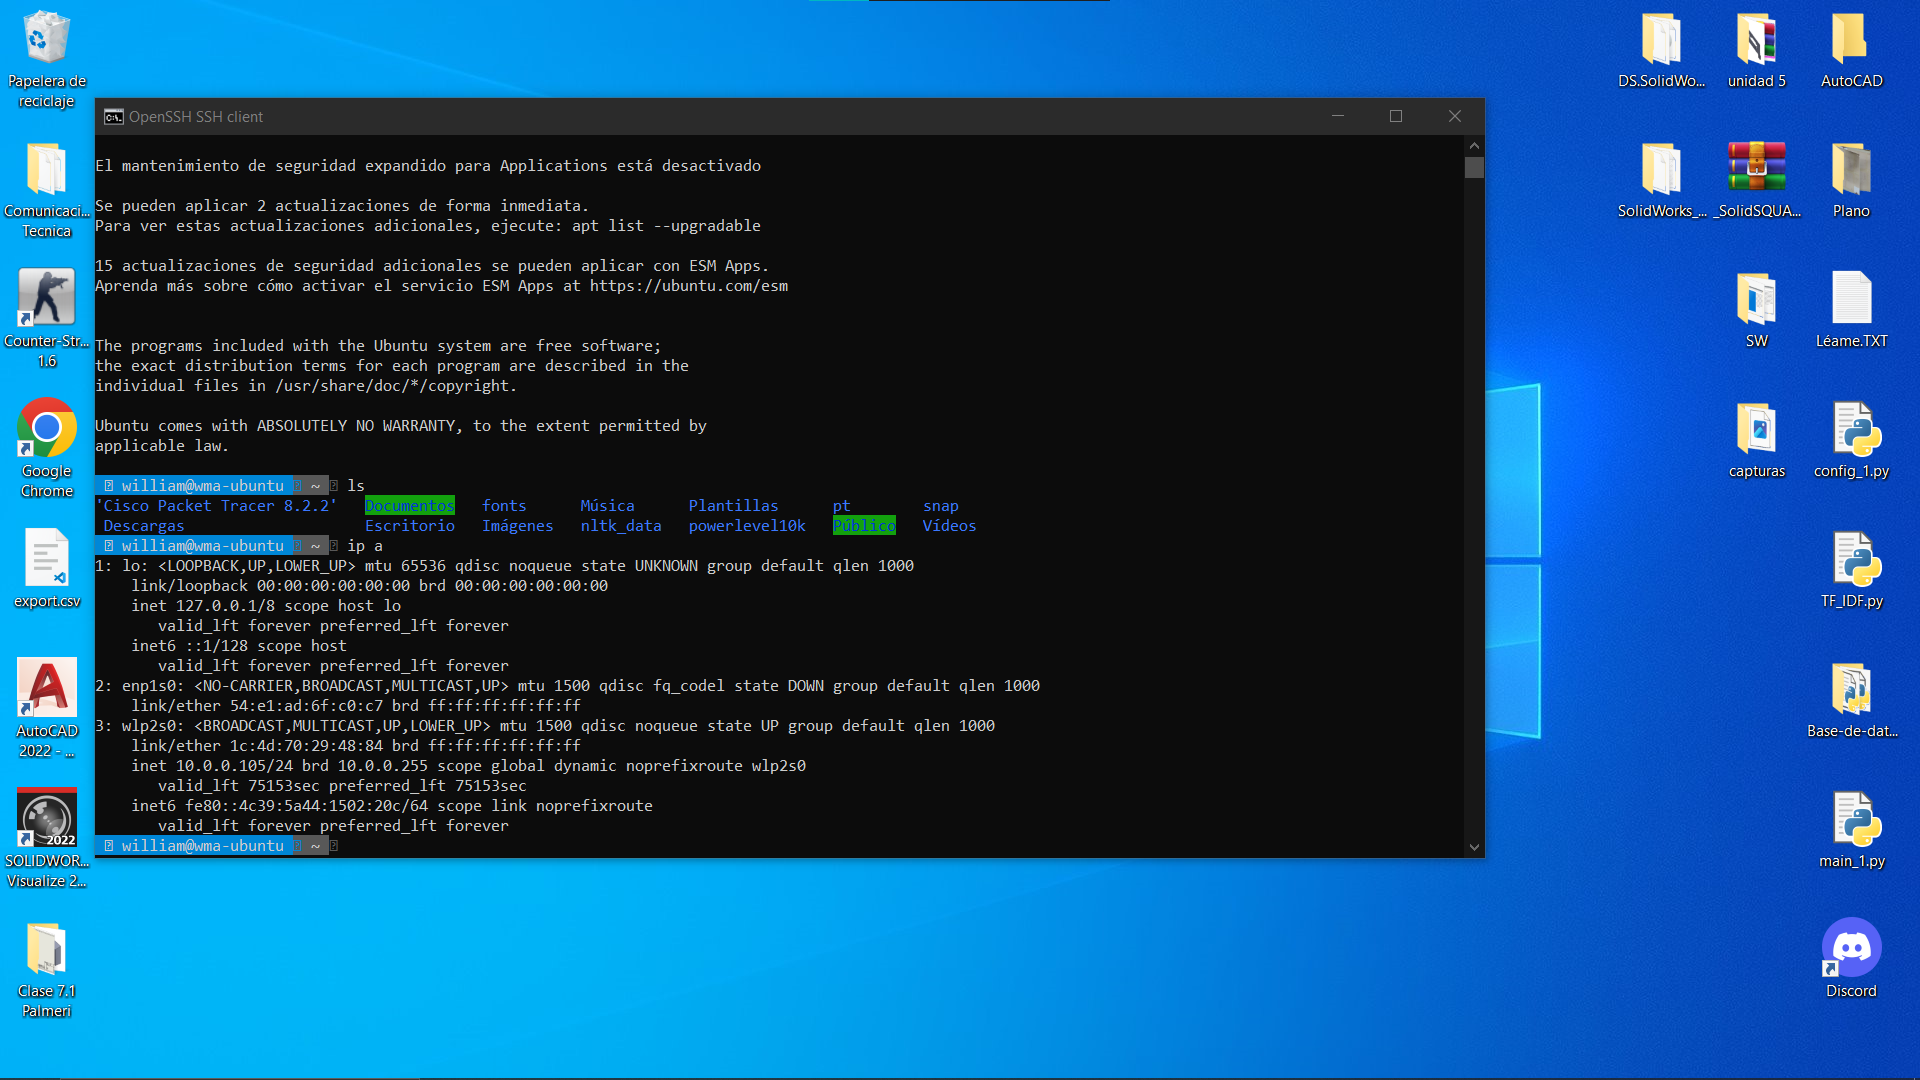 Papelera de
reciclaje
Comunicaci...
Tecnica
Counter-Str...
1.6
Google
Chrome
export.csv
AutoCAD
2022 - ...
2022
SOLIDWOR...
Visualize 2...
Clase 7.1
Palmeri
OpenSSH SSH client
El mantenimiento de seguridad expandido para Applications está desactivado
Se pueden aplicar 2 actualizaciones de forma inmediata.
Para ver estas actualizaciones adicionales, ejecute: apt list --upgradable
15 actualizaciones de seguridad adicionales se pueden aplicar con ESM Apps.
Aprenda más sobre cómo activar el servicio ESM Apps at https://ubuntu.com/esm
The programs included with the Ubuntu system are free software;
the exact distribution terms for each program are described in the
individual files in /usr/share/doc/*/copyright.
Ubuntu comes with ABSOLUTELY NO WARRANTY, to the extent permitted by
applicable law.
william@wma-ubuntu ~ ls
'Cisco Packet Tracer 8.2.2' Documentos fonts Música Plantillas pt snap
Descargas Escritorio Imágenes nltk_data powerlevel10k Público Vídeos
william@wma-ubuntu ~ ip a
1: lo: <LOOPBACK,UP,LOWER_UP> mtu 65536 qdisc noqueue state UNKNOWN group default qlen 1000
link/loopback 00:00:00:00:00:00 brd 00:00:00:00:00:00
inet 127.0.0.1/8 scope host lo
valid_lft forever preferred_lft forever
inet6 ::1/128 scope host
valid_lft forever preferred_lft forever
2: enp1s0: <NO-CARRIER,BROADCAST,MULTICAST,UP> mtu 1500 qdisc fq_codel state DOWN group default qlen 1000
link/ether 54:e1:ad:6f:c0:c7 brd ff:ff:ff:ff:ff:ff
3: wlp2s0: <BROADCAST,MULTICAST,UP,LOWER_UP> mtu 1500 qdisc noqueue state UP group default qlen 1000
link/ether 1c:4d:70:29:48:84 brd ff:ff:ff:ff:ff:ff
inet 10.0.0.105/24 brd 10.0.0.255 scope global dynamic noprefixroute wlp2s0
valid_lft 75153sec preferred_lft 75153sec
inet6 fe80::4c39:5a44:1502:20c/64 scope link noprefixroute
valid_lft forever preferred_lft forever
william@wma-ubuntu ~
DS.SolidWo...
unidad 5
AutoCAD
SolidWorks_...
_SolidSQUA...
Plano
SW
Léame.TXT
capturas
config_1.py
TF_IDF.py
Base-de-dat...
main_1.py
Discord